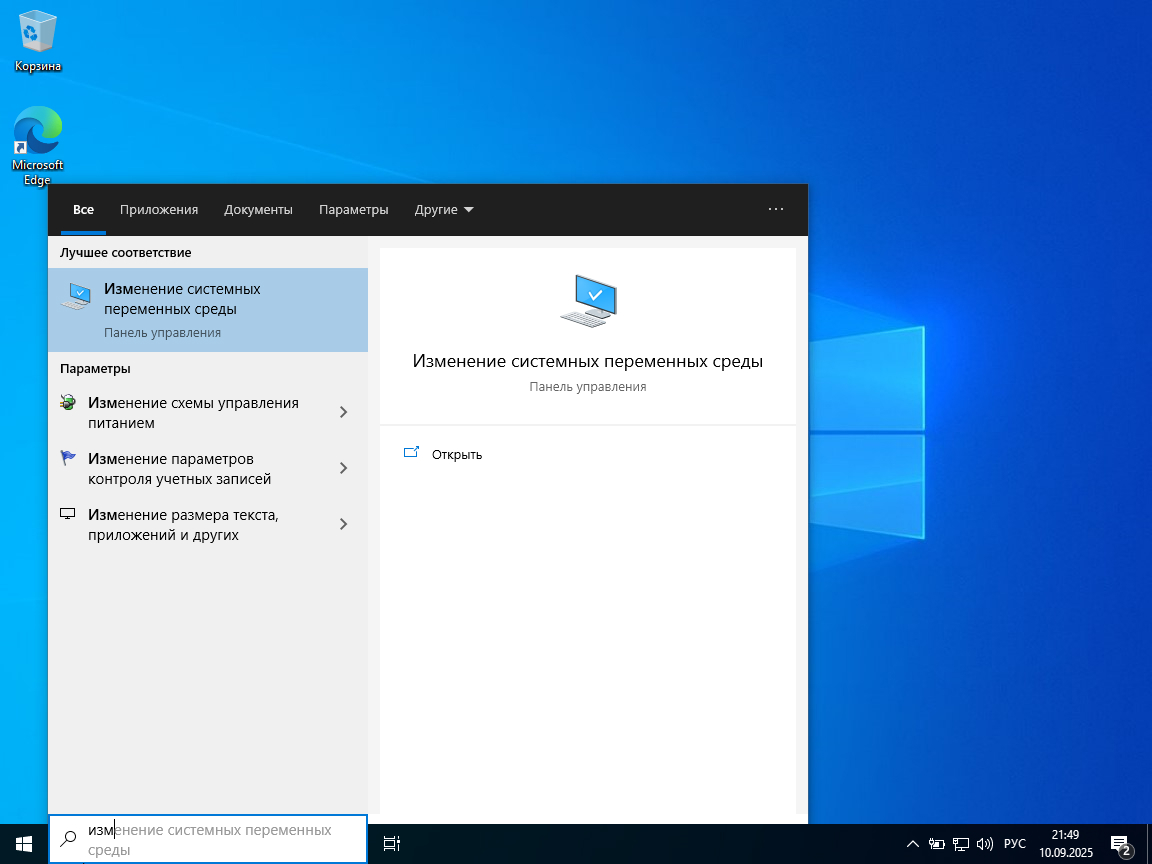 Корзина
Microsoft
Edge
Все
Приложения
Документы
Параметры
Другие
Лучшее соответствие
Изменение системных
переменных среды
Панель управления
Параметры
Изменение схемы управления
питанием
Изменение параметров
контроля учетных записей
Изменение размера текста,
приложений и других
Изменение системных переменных среды
Панель управления
Открыть
изменение системных переменных
среды
РУС
21:49
10.09.2025
2